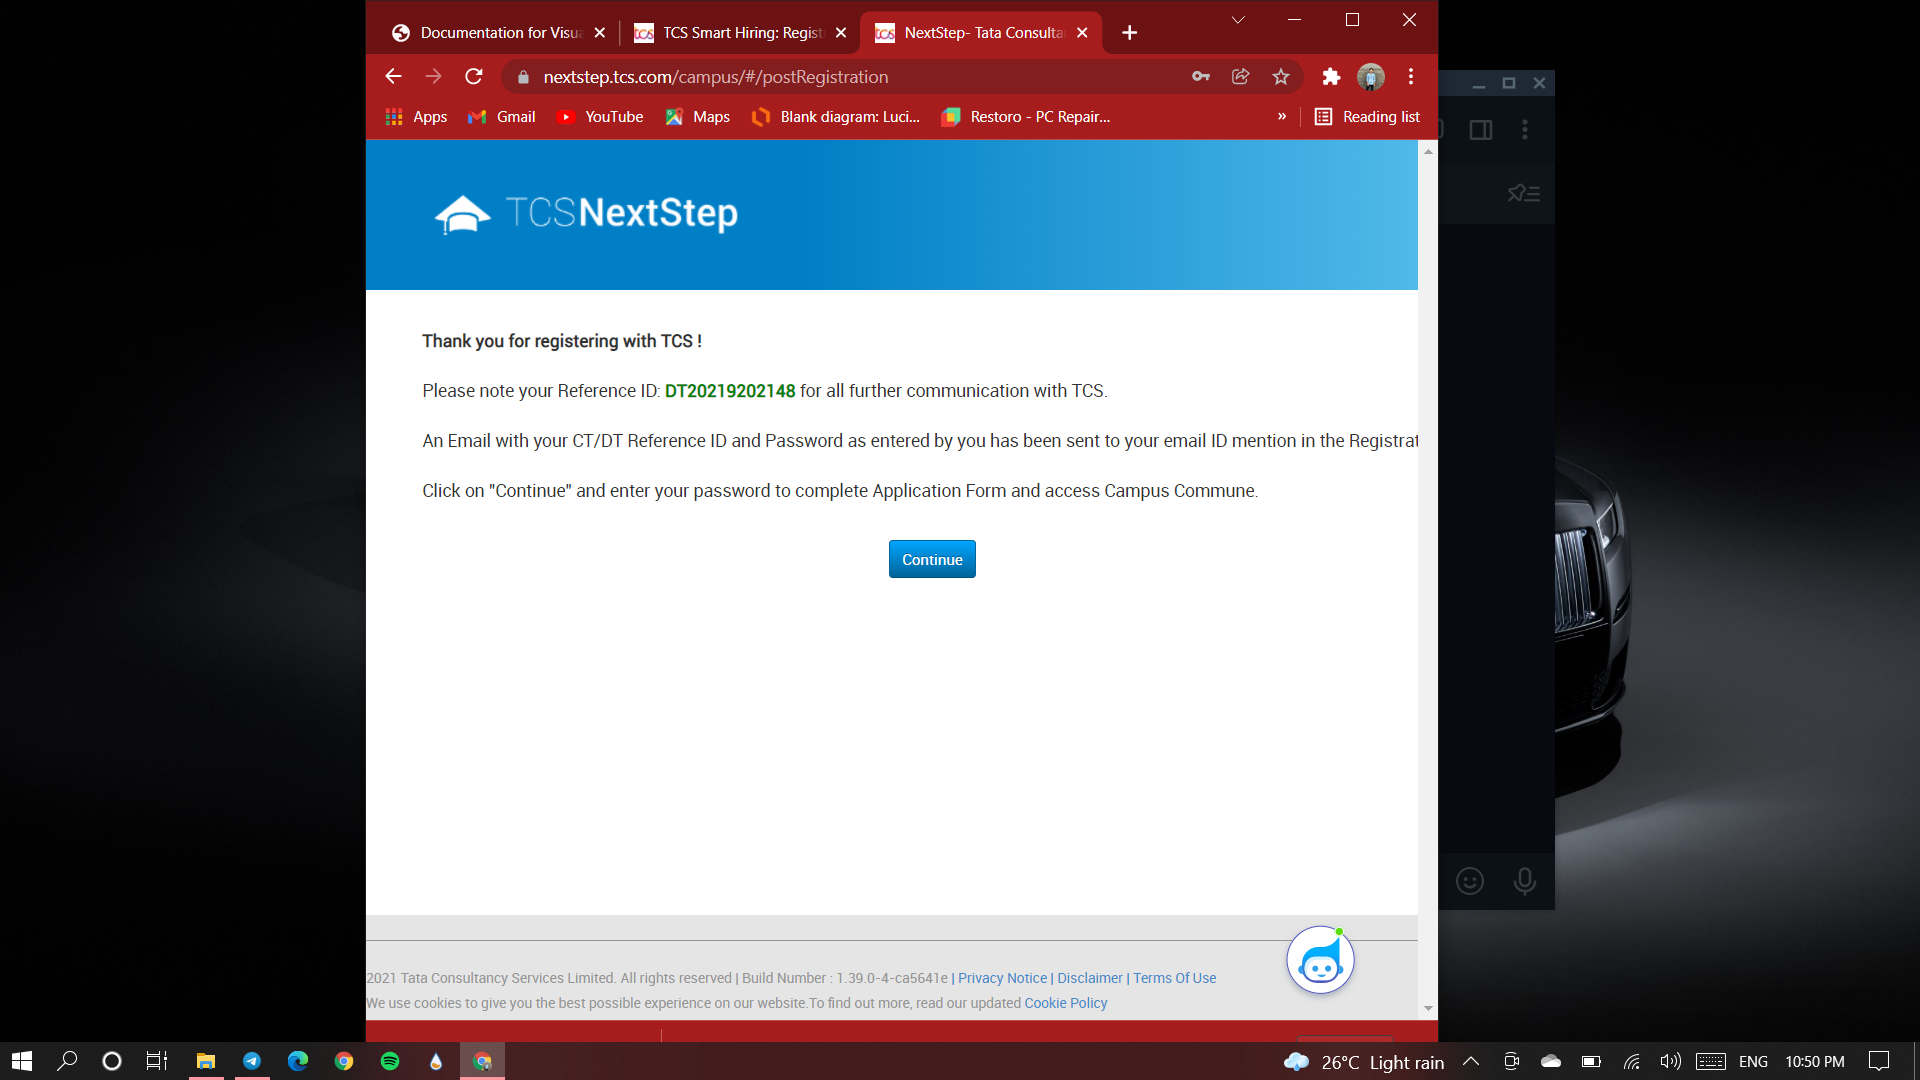 Documentation for Visua
TCS Smart Hiring: Regist
NextStep- Tata Consulta
nextstep.tcs.com/campus/#/postRegistration
Apps
Gmail
YouTube
Maps
Blank diagram: Luci...
Restoro - PC Repair...
»
Reading list
TCSNextStep
Thank you for registering with TCS !
Please note your Reference ID: DT20219202148 for all further communication with TCS.
An Email with your CT/DT Reference ID and Password as entered by you has been sent to your email ID mention in the Registrat
Click on "Continue" and enter your password to complete Application Form and access Campus Commune.
Continue
2021 Tata Consultancy Services Limited. All rights reserved | Build Number : 1.39.0-4-ca5641e | Privacy Notice | Disclaimer | Terms Of Use
We use cookies to give you the best possible experience on our website.To find out more, read our updated Cookie Policy
26°C Light rain
ENG
10:50 PM